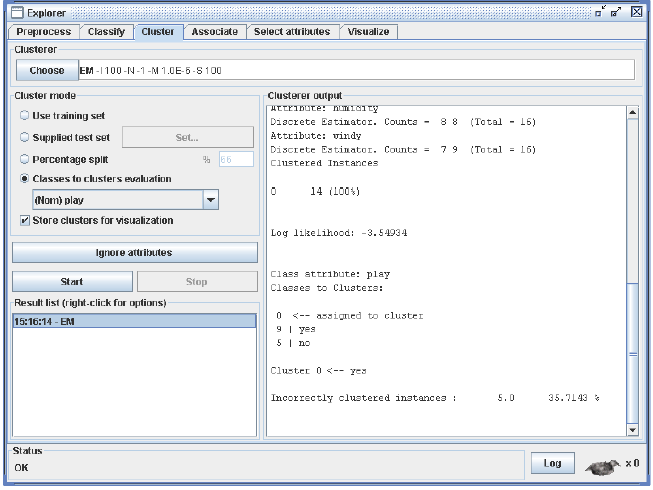 Explorer
Preprocess Classify Cluster Associate Select attributes Visualize
Clusterer
Choose EM -I 100 -N -1 -M 1.0E-6 -S 100
Cluster mode
Use training set
Supplied test set Set...
Percentage split % 66
Classes to clusters evaluation
(Nom) play
Store clusters for visualization
Ignore attributes
Start Stop
Result list (right-click for options)
15:16:14 - EM
Clusterer output
Attribute: humidity
Discrete Estimator. Counts = 8 8 (Total = 16)
Attribute: windy
Discrete Estimator. Counts = 7 9 (Total = 16)
Clustered Instances
0 14 (100%)
Log likelihood: -3.54934
Class attribute: play
Classes to Clusters:
0 <-- assigned to cluster
9 | yes
5 | no
Cluster 0 <-- yes
Incorrectly clustered instances : 5.0 35.7143 %
Status
OK
Log x 0